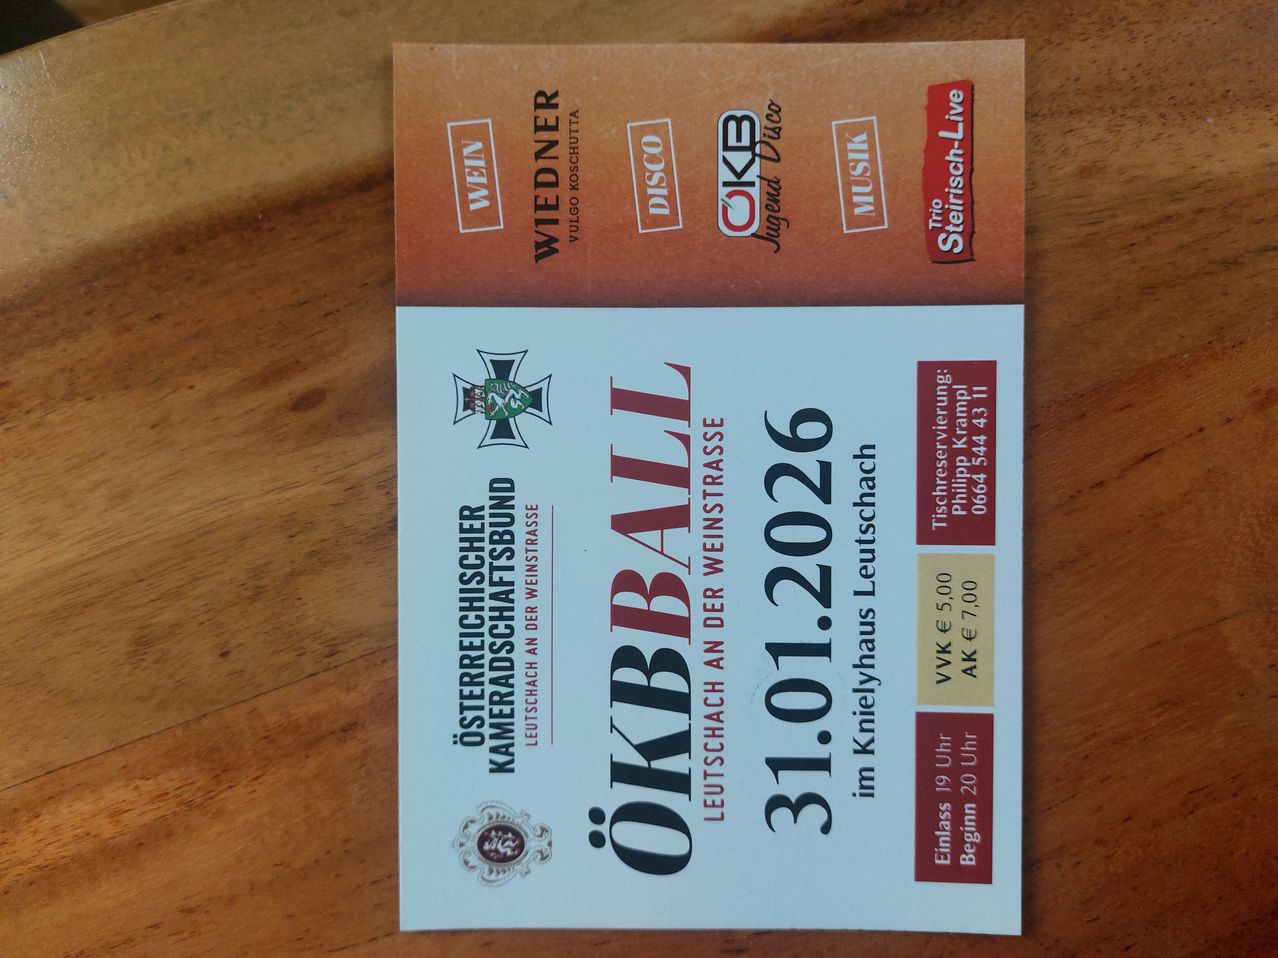 ÖSTERREICHISCHER
KAMERADSCHAFTSBUND
LEUTSCHACH AN DER WEINSTRASSE
ÖKBBALL
LEUTSCHACH AN DER WEINSTRASSE
31.01.2026
im Knielyhaus Leutschach
Einlass 19 Uhr
Beginn 20 Uhr
VVK € 5,00
AK € 7,00
Tischreservierung:
Philipp Krampl
0664 544 43 11
WEIN
WIEDNER
VULGO KOSCHUTTA
DISCO
ÖKB
Jugend Disco
MUSIK
Trio
Steirisch-Live